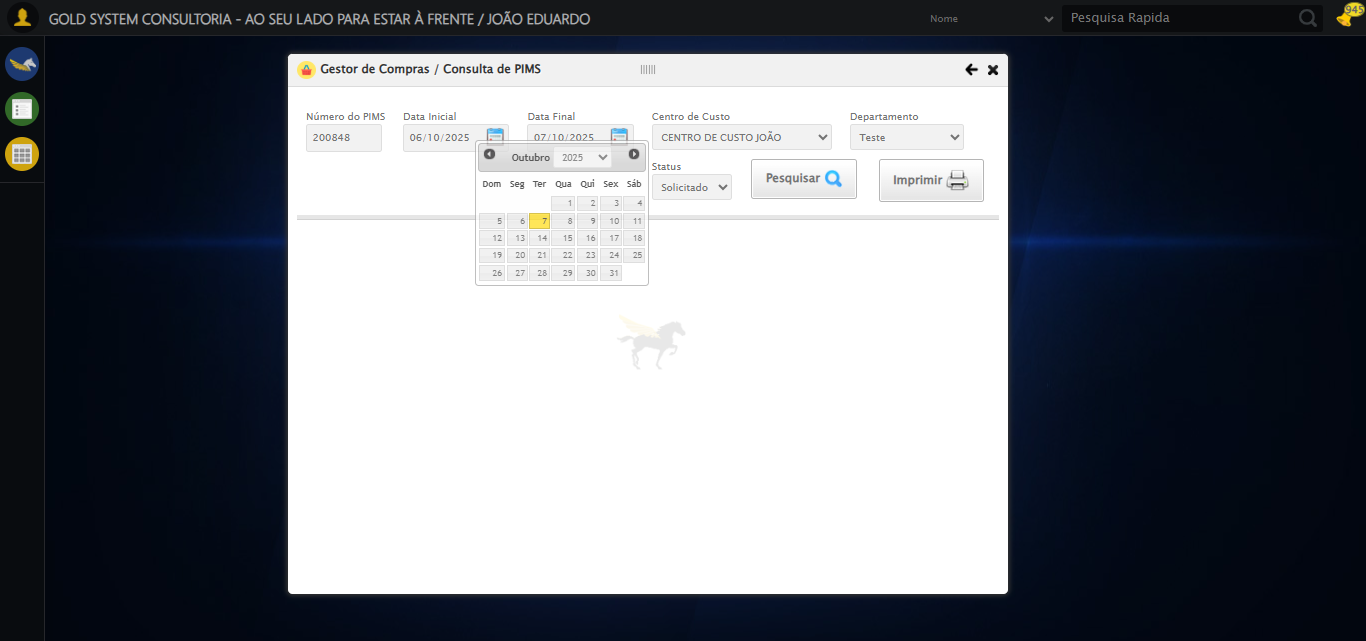 GOLD SYSTEM CONSULTORIA - AO SEU LADO PARA ESTAR À FRENTE / JOÃO EDUARDO
Nome
Pesquisa Rapida
945
Gestor de Compras / Consulta de PIMS
Número do PIMS
Data Inicial
Data Final
Centro de Custo
Departamento
200848
06/10/2025
07/10/2025
CENTRO DE CUSTO JOÃO
Teste
Status
Solicitado
Pesquisar
Imprimir
Outubro 2025
Dom Seg Ter Qua Qui Sex Sáb
1 2 3 4
5 6 7 8 9 10 11
12 13 14 15 16 17 18
19 20 21 22 23 24 25
26 27 28 29 30 31